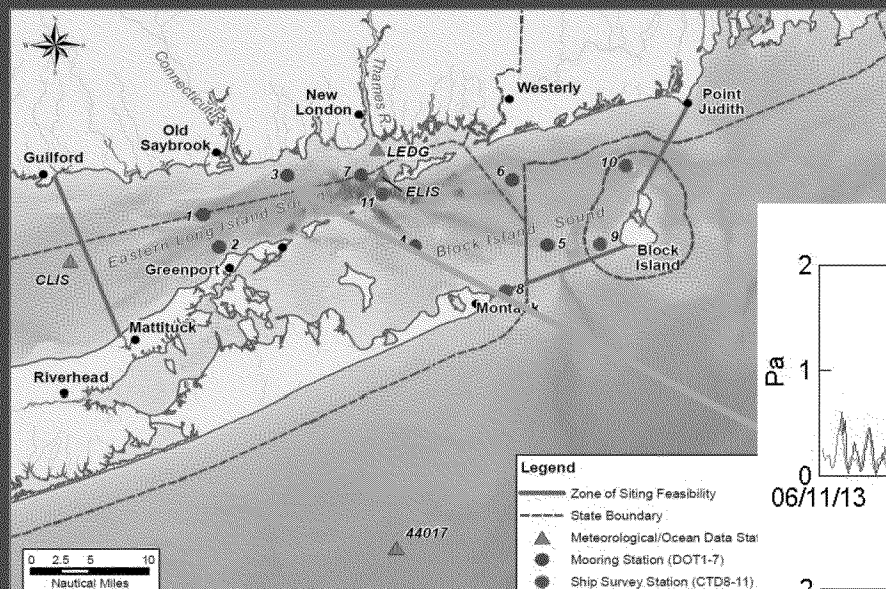 Connecticut R.
Thames R.
Westerly
Point
Judith
New
London
Old
Saybrook
Guilford
LEDG
ELIS
3
7
6
10
11
1
2
4
5
9
8
Eastern Long Island
Block Island Sound
Block
Island
CLIS
Greenport
Mattituck
Riverhead
44017
0 2.5 5 10
Nautical Miles
Legend
Zone of Siting Feasibility
State Boundary
Meteorological/Ocean Data
Mooring Station (DOT1-7)
Ship Survey Station (CTD8-11)
2
1
0
Pa
06/11/13
2